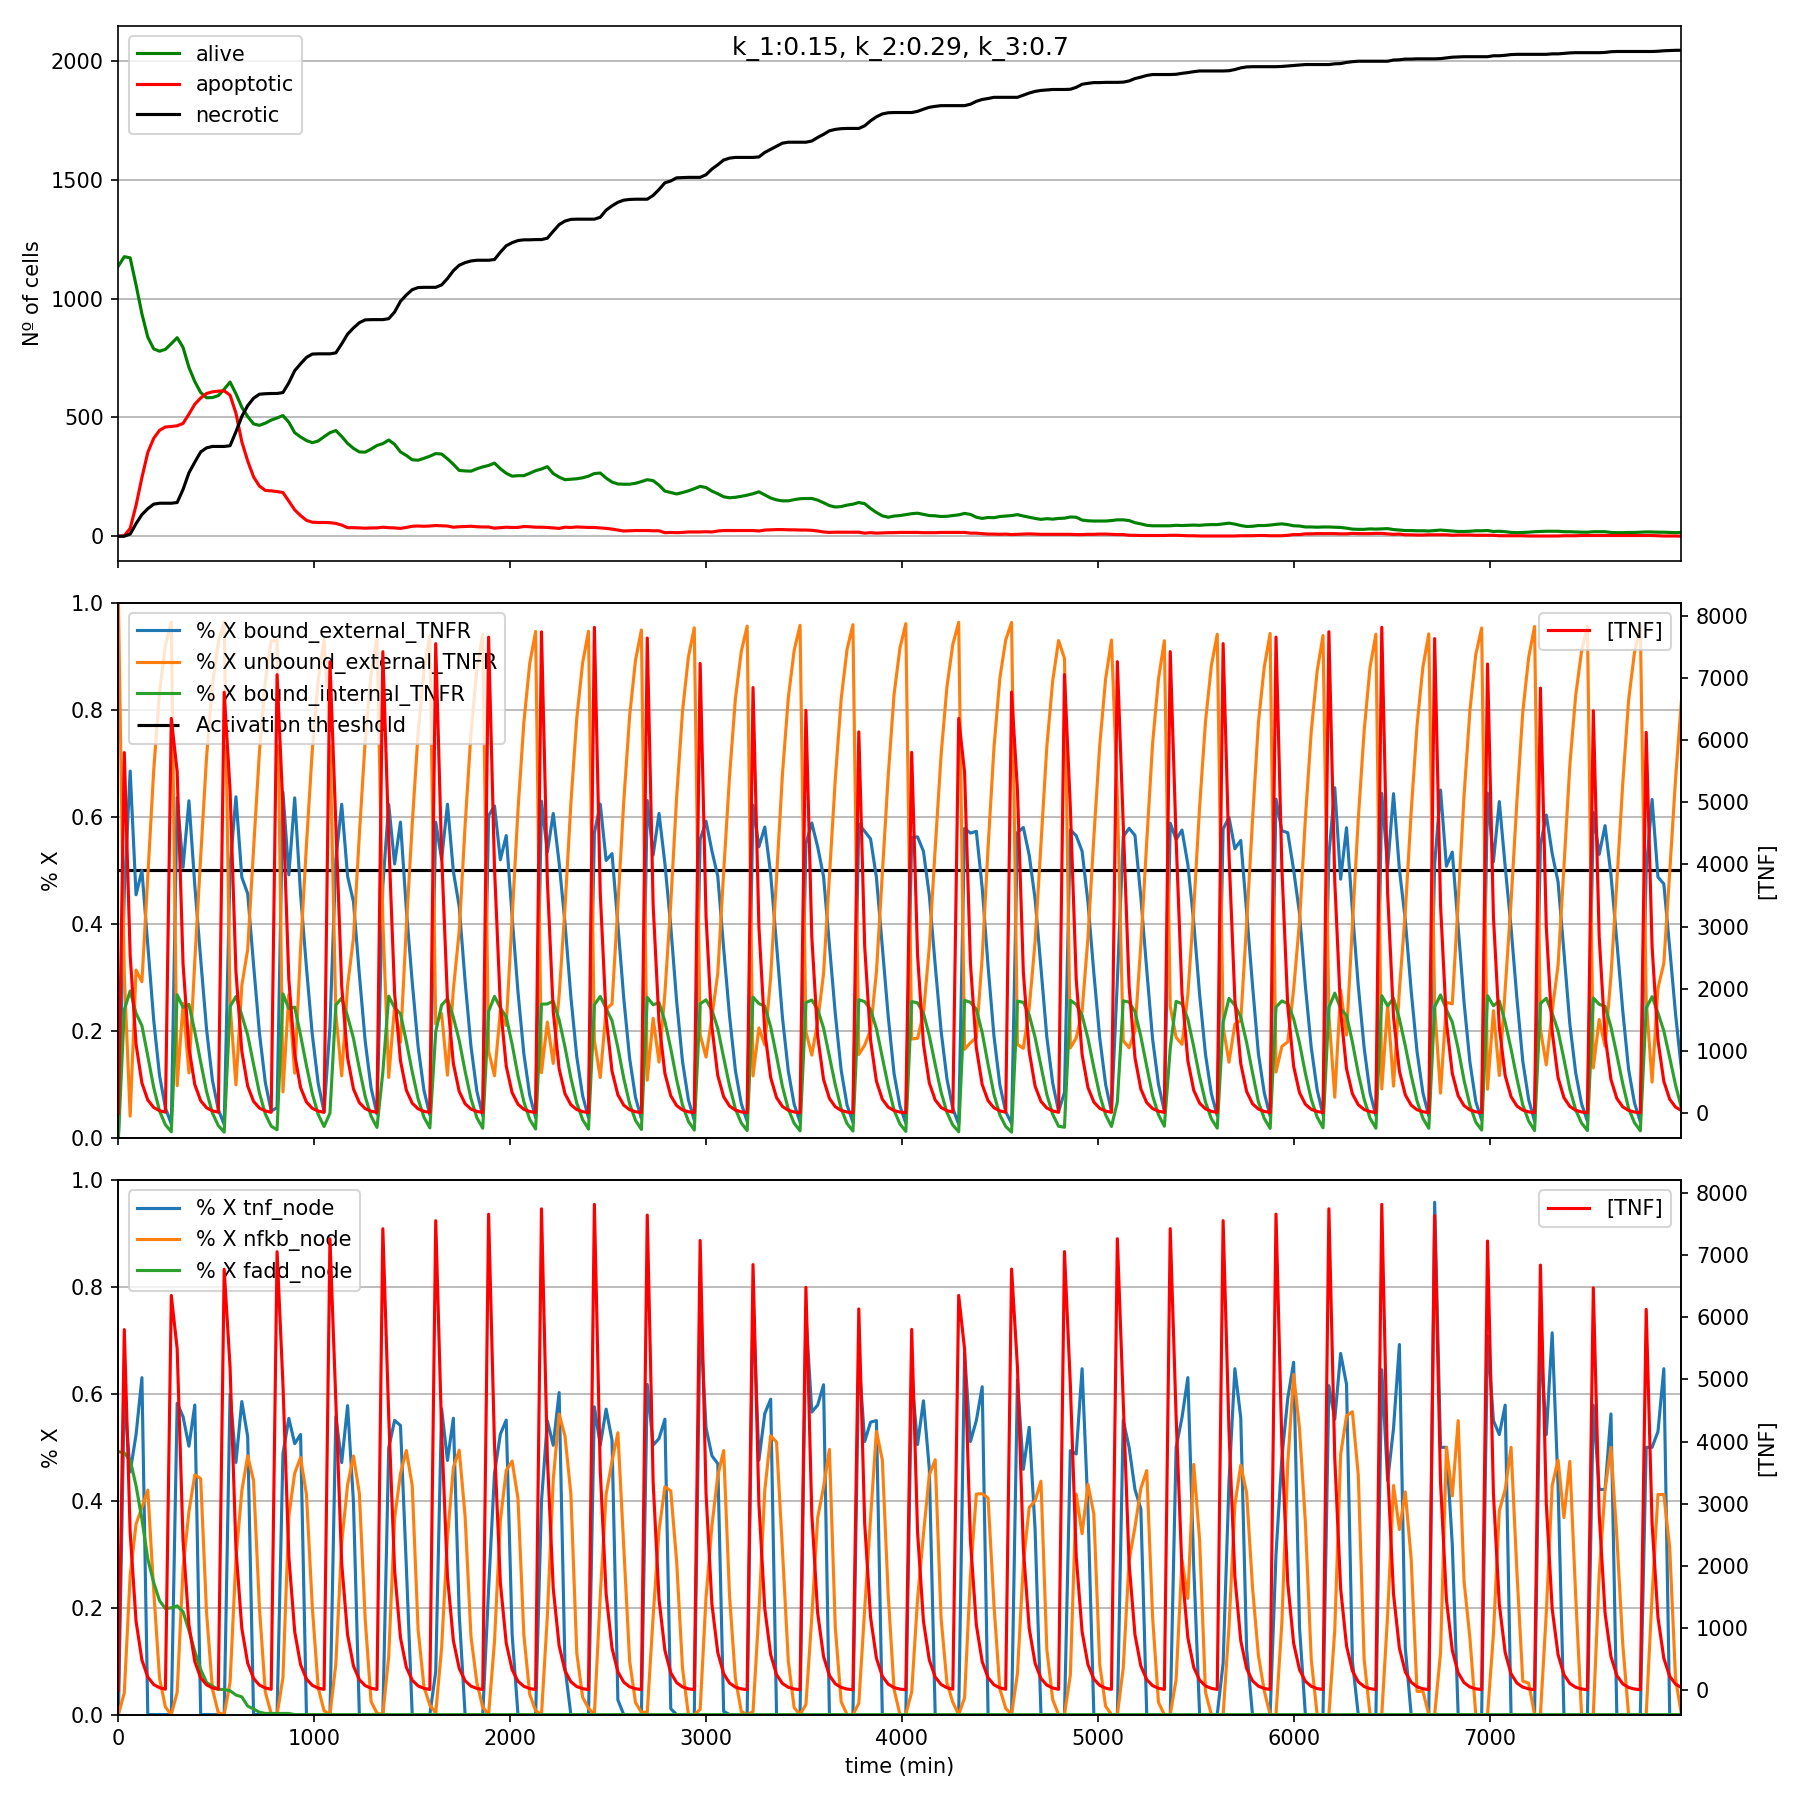 k_1:0.15, k_2:0.29, k_3:0.7
alive
apoptotic
necrotic
2000
1500
1000
500
0
Nº of cells
% X bound_external_TNFR
% X unbound_external_TNFR
% X bound_internal_TNFR
Activation threshold
[TNF]
1.0
0.8
0.6
0.4
0.2
0.0
% X
8000
7000
6000
5000
4000
3000
2000
1000
0
[TNF]
% X tnf_node
% X nfkb_node
% X fadd_node
[TNF]
1.0
0.8
0.6
0.4
0.2
0.0
% X
8000
7000
6000
5000
4000
3000
2000
1000
0
[TNF]
0 1000 2000 3000 4000 5000 6000 7000
time (min)